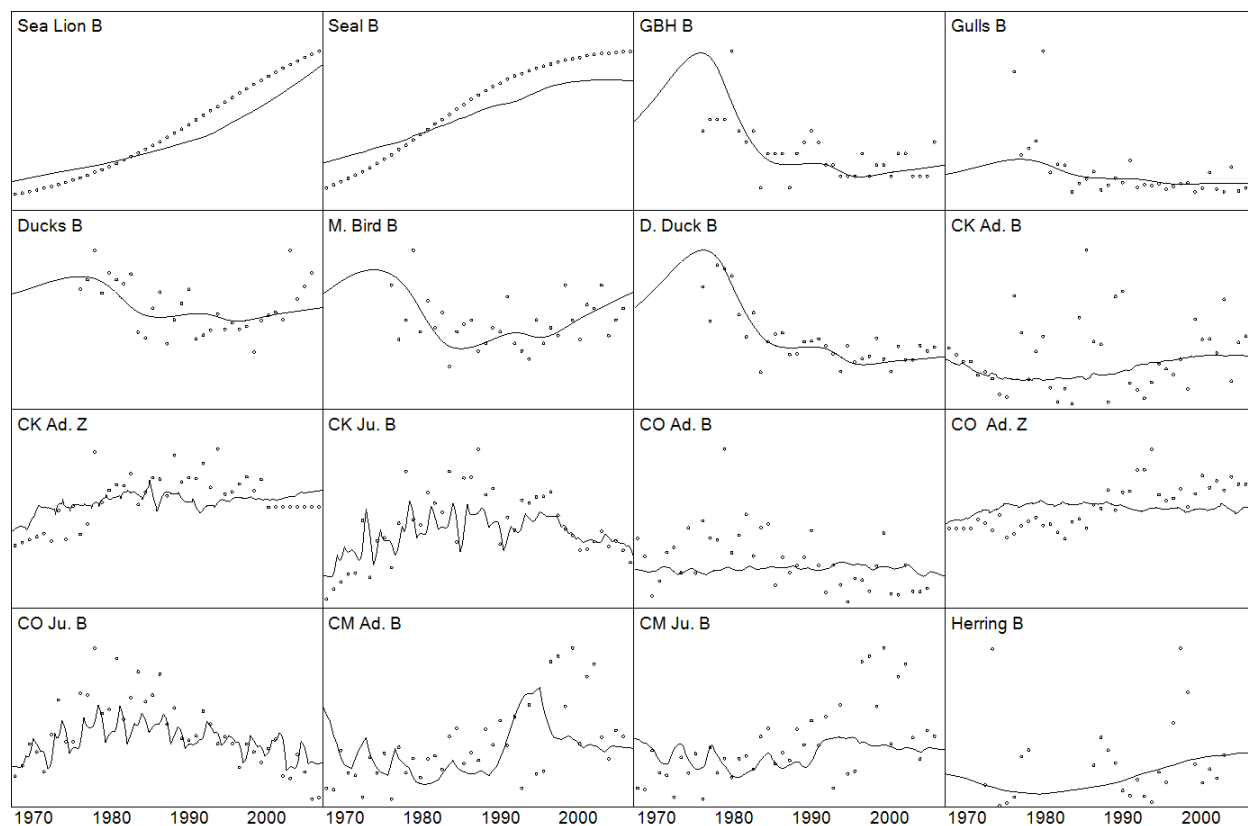 Sea Lion B
Seal B
GBH B
Gulls B
Ducks B
M. Bird B
D. Duck B
CK Ad. B
CK Ad. Z
CK Ju. B
CO Ad. B
CO Ad. Z
CO Ju. B
CM Ad. B
CM Ju. B
Herring B
1970 1980 1990 2000 1970 1980 1990 2000 1970 1980 1990 2000 1970 1980 1990 2000